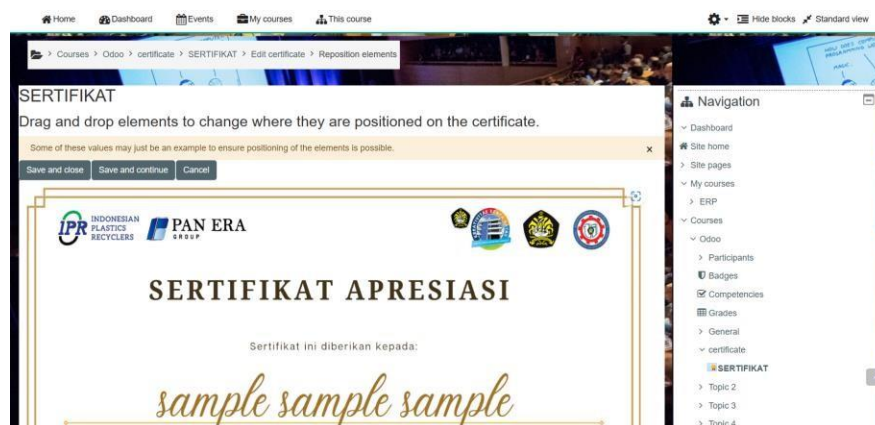 Home Dashboard Events My courses This course Hide blocks Standard view
Courses > Odoo > certificate > SERTIFIKAT > Edit certificate > Reposition elements
SERTIFIKAT
Drag and drop elements to change where they are positioned on the certificate.
Some of these values may just be an example to ensure positioning of the elements is possible. ×
Save and close Save and continue Cancel
IPR INDONESIAN
PLASTICS
RECYCLERS
PAN ERA
GROUP
SERTIFIKAT APRESIASI
Sertifikat ini diberikan kepada:
sample sample sample
Navigation
Dashboard
Site home
Site pages
My courses
ERP
Courses
Odoo
Participants
Badges
Competencies
Grades
General
certificate
SERTIFIKAT
Topic 2
Topic 3
Topic 4